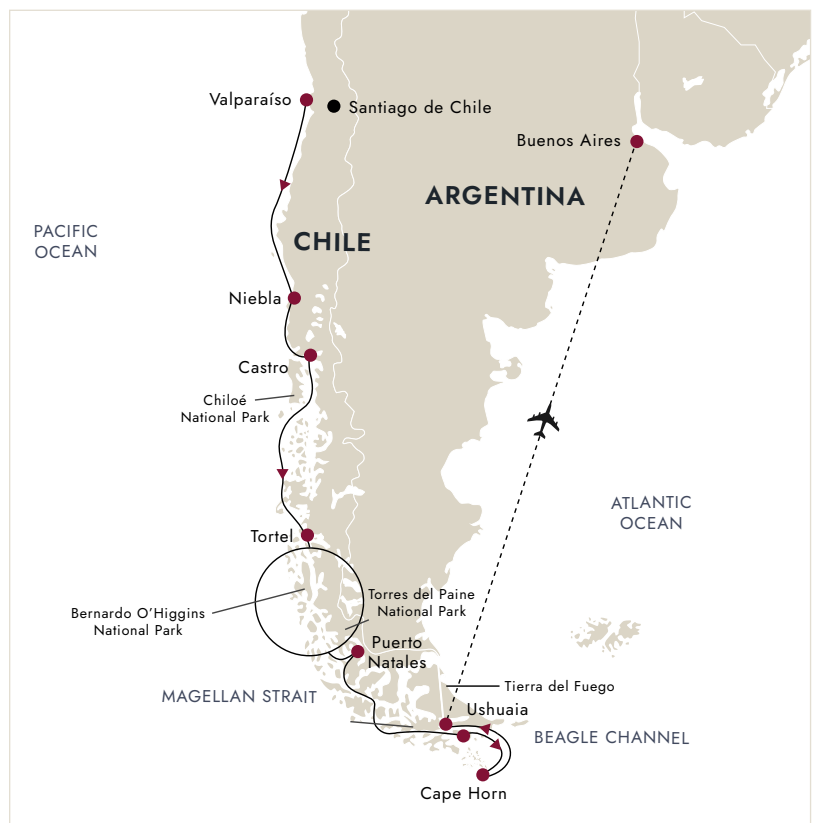 Valparaíso
Santiago de Chile
Buenos Aires
ARGENTINA
PACIFIC
OCEAN
CHILE
Niebla
Castro
Chiloé
National Park
ATLANTIC
OCEAN
Tortel
Torres del Paine
National Park
Bernardo O’Higgins
National Park
Puerto
Natales
Tierra del Fuego
MAGELLAN STRAIT
Ushuaia
BEAGLE CHANNEL
Cape Horn